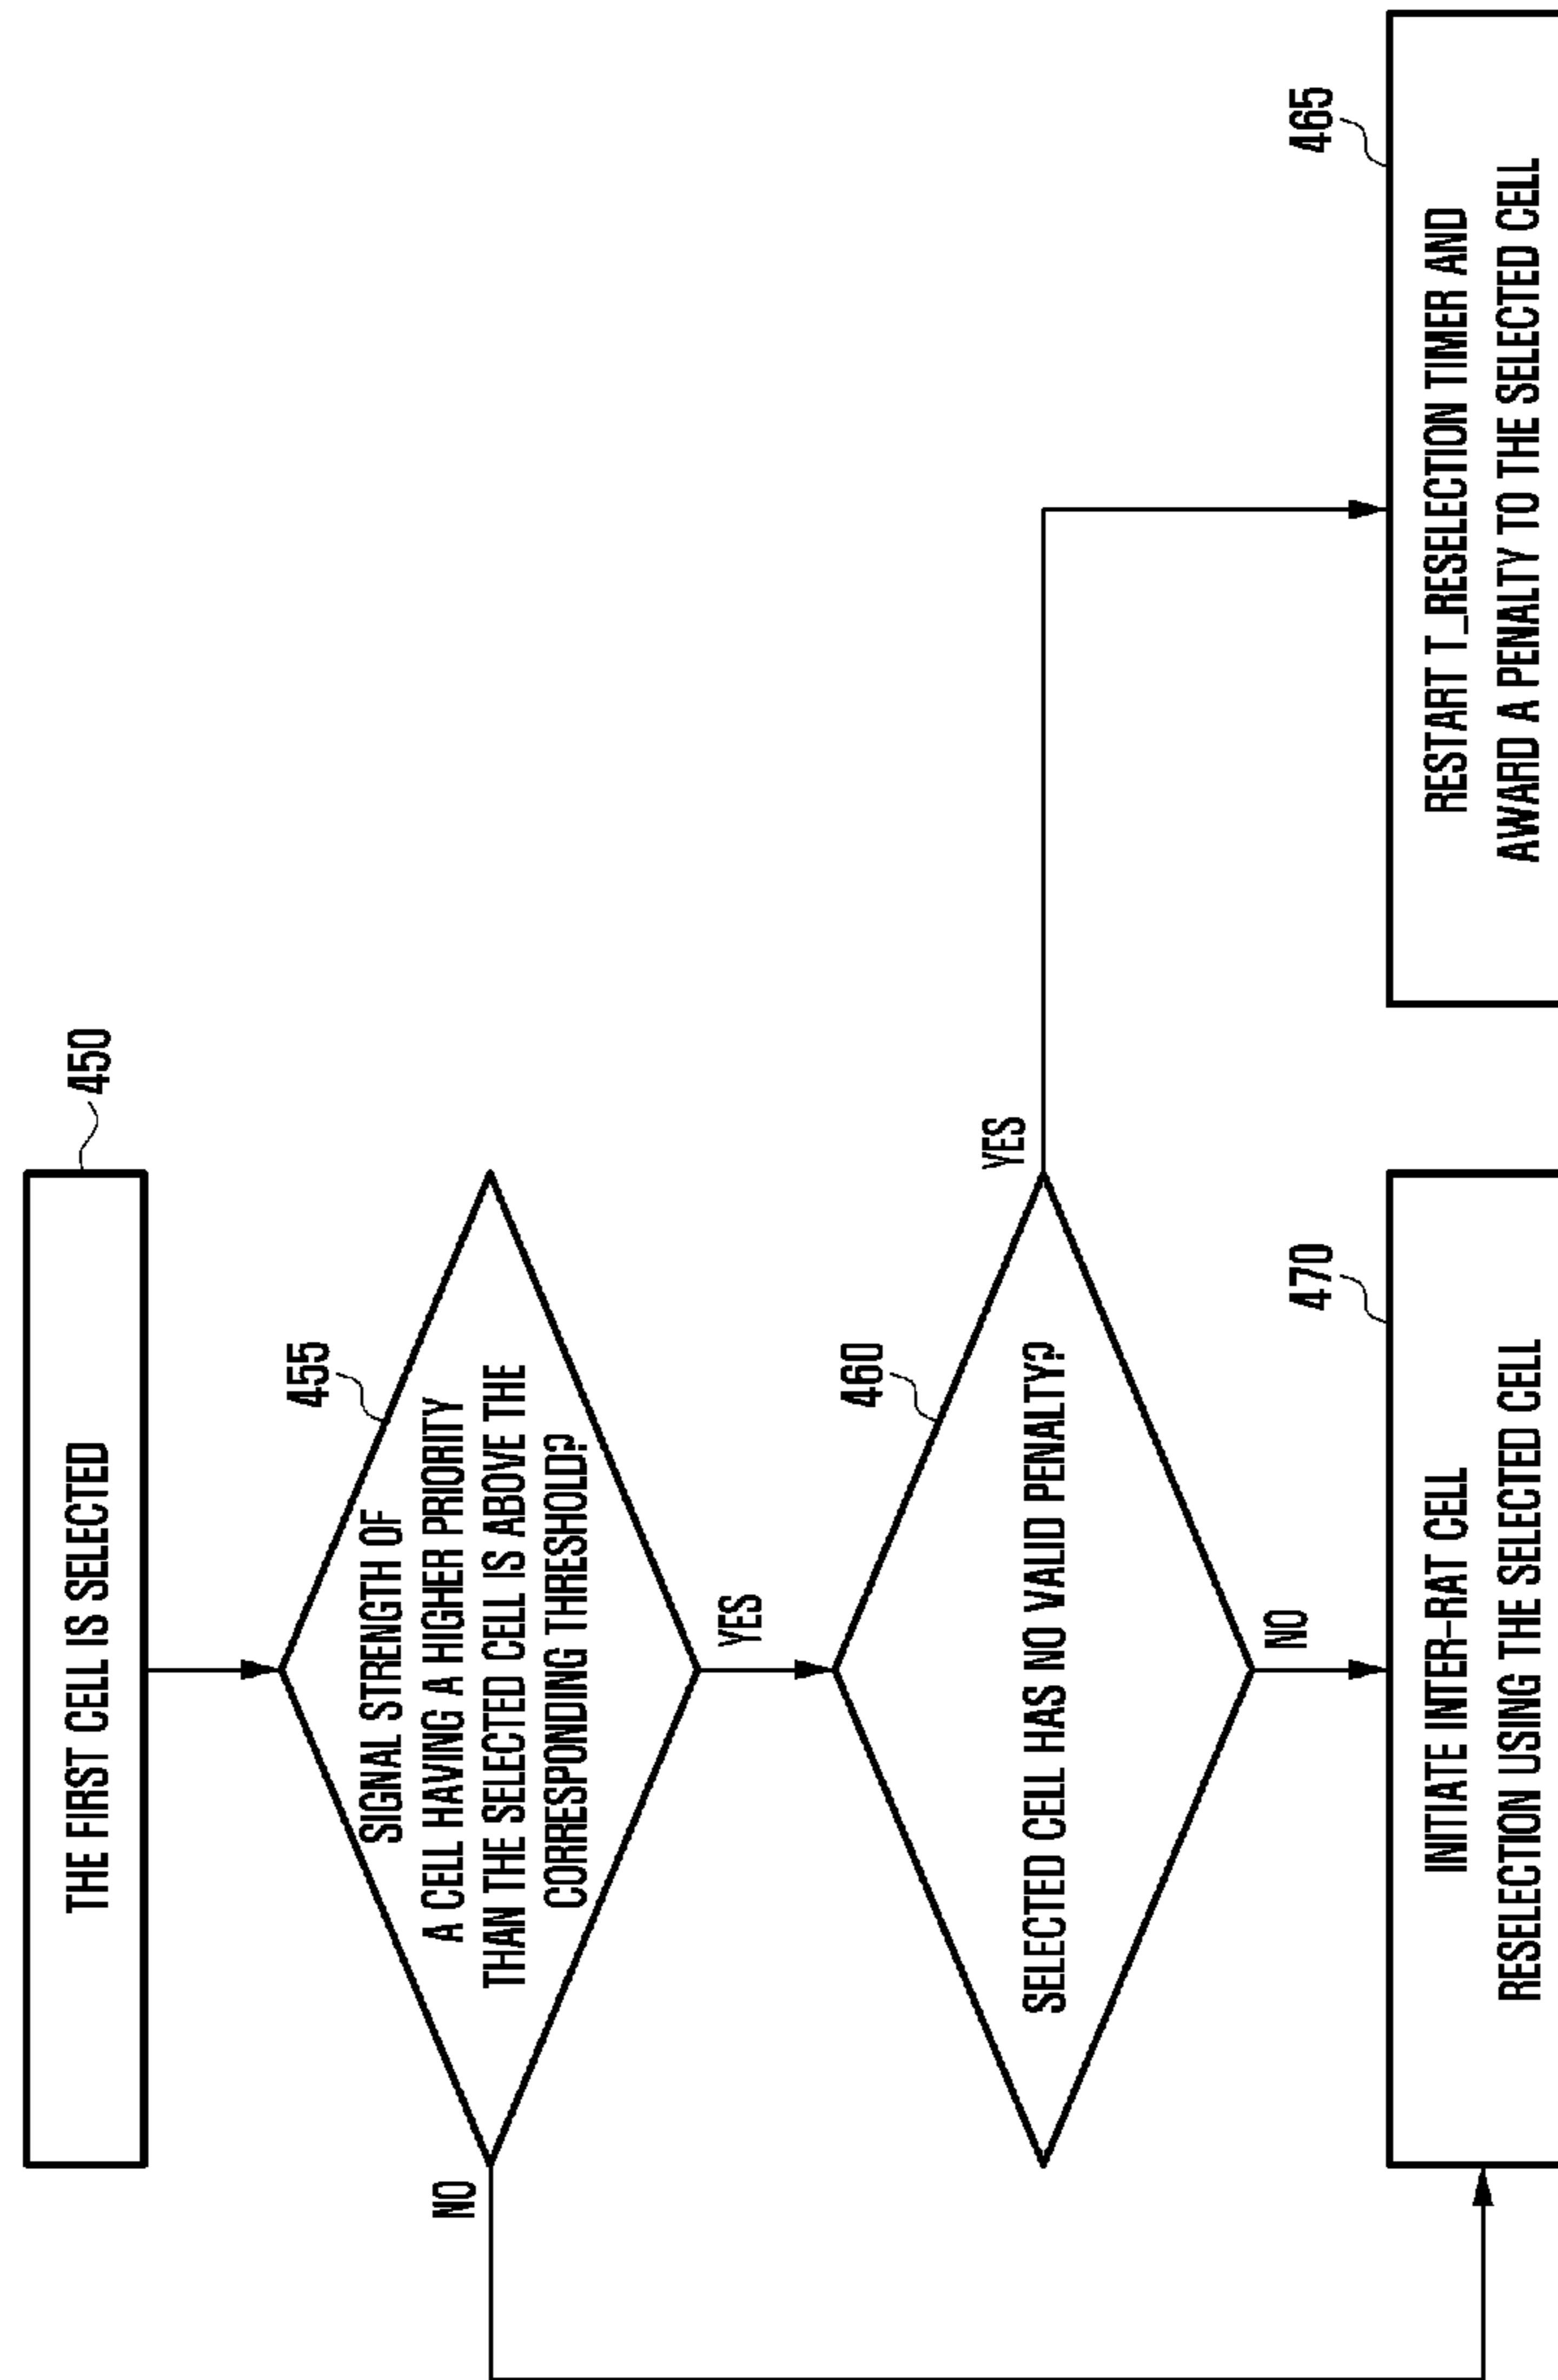 THE FIRST CELL IS SELECTED
450
455
SIGNAL STRENGTH OF
A CELL HAVING A HIGHER PRIORITY
THAN THE SELECTED CELL IS ABOVE THE
CORRESPONDING THRESHOLD?
NO
YES
460
SELECTED CELL HAS NO VALID PENALTY?
YES
NO
470
INITIATE INTER-RAT CELL
RESELECTION USING THE SELECTED CELL
465
RESTART T_RESELECTION TIMER AND
AWARD A PENALTY TO THE SELECTED CELL